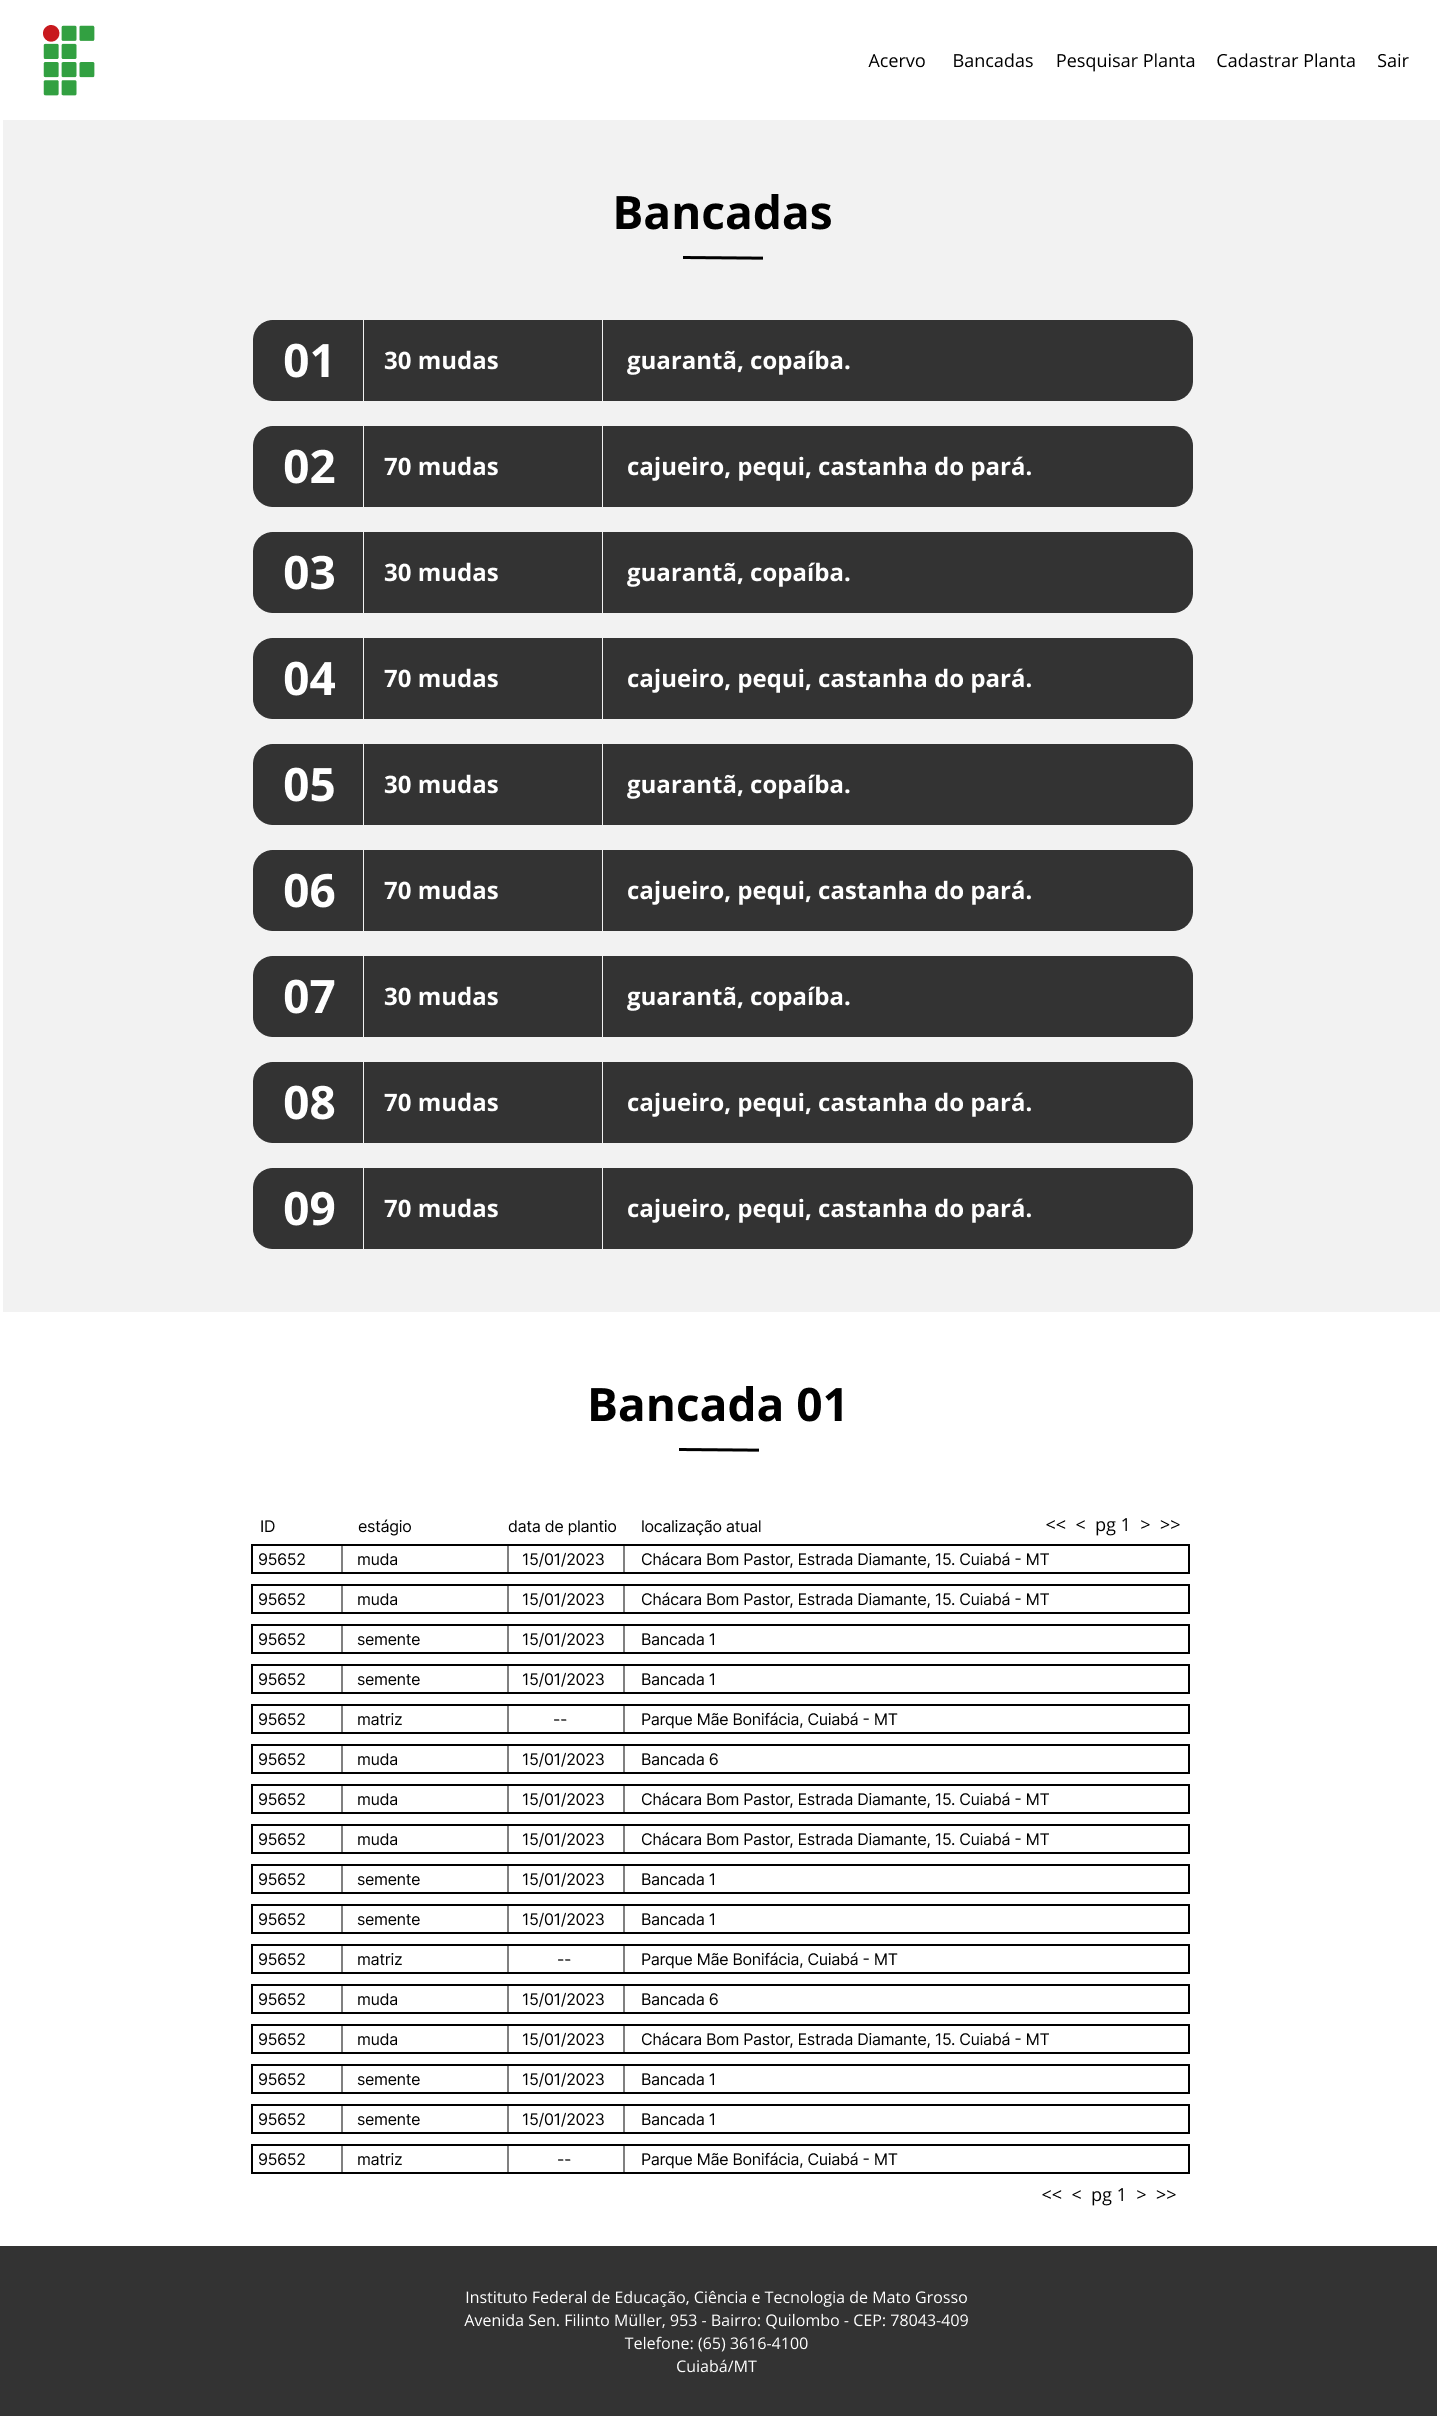 Acervo Bancadas Pesquisar Planta Cadastrar Planta Sair
Bancadas
01 30 mudas guarantã, copaíba.
02 70 mudas cajueiro, pequi, castanha do pará.
03 30 mudas guarantã, copaíba.
04 70 mudas cajueiro, pequi, castanha do pará.
05 30 mudas guarantã, copaíba.
06 70 mudas cajueiro, pequi, castanha do pará.
07 30 mudas guarantã, copaíba.
08 70 mudas cajueiro, pequi, castanha do pará.
09 70 mudas cajueiro, pequi, castanha do pará.
Bancada 01
ID estágio data de plantio localização atual << < pg 1 > >>
95652 muda 15/01/2023 Chácara Bom Pastor, Estrada Diamante, 15. Cuiabá - MT
95652 muda 15/01/2023 Chácara Bom Pastor, Estrada Diamante, 15. Cuiabá - MT
95652 semente 15/01/2023 Bancada 1
95652 semente 15/01/2023 Bancada 1
95652 matriz -- Parque Mãe Bonifácia, Cuiabá - MT
95652 muda 15/01/2023 Bancada 6
95652 muda 15/01/2023 Chácara Bom Pastor, Estrada Diamante, 15. Cuiabá - MT
95652 muda 15/01/2023 Chácara Bom Pastor, Estrada Diamante, 15. Cuiabá - MT
95652 semente 15/01/2023 Bancada 1
95652 semente 15/01/2023 Bancada 1
95652 matriz -- Parque Mãe Bonifácia, Cuiabá - MT
95652 muda 15/01/2023 Bancada 6
95652 muda 15/01/2023 Chácara Bom Pastor, Estrada Diamante, 15. Cuiabá - MT
95652 semente 15/01/2023 Bancada 1
95652 semente 15/01/2023 Bancada 1
95652 matriz -- Parque Mãe Bonifácia, Cuiabá - MT
<< < pg 1 > >>
Instituto Federal de Educação, Ciência e Tecnologia de Mato Grosso
Avenida Sen. Filinto Müller, 953 - Bairro: Quilombo - CEP: 78043-409
Telefone: (65) 3616-4100
Cuiabá/MT